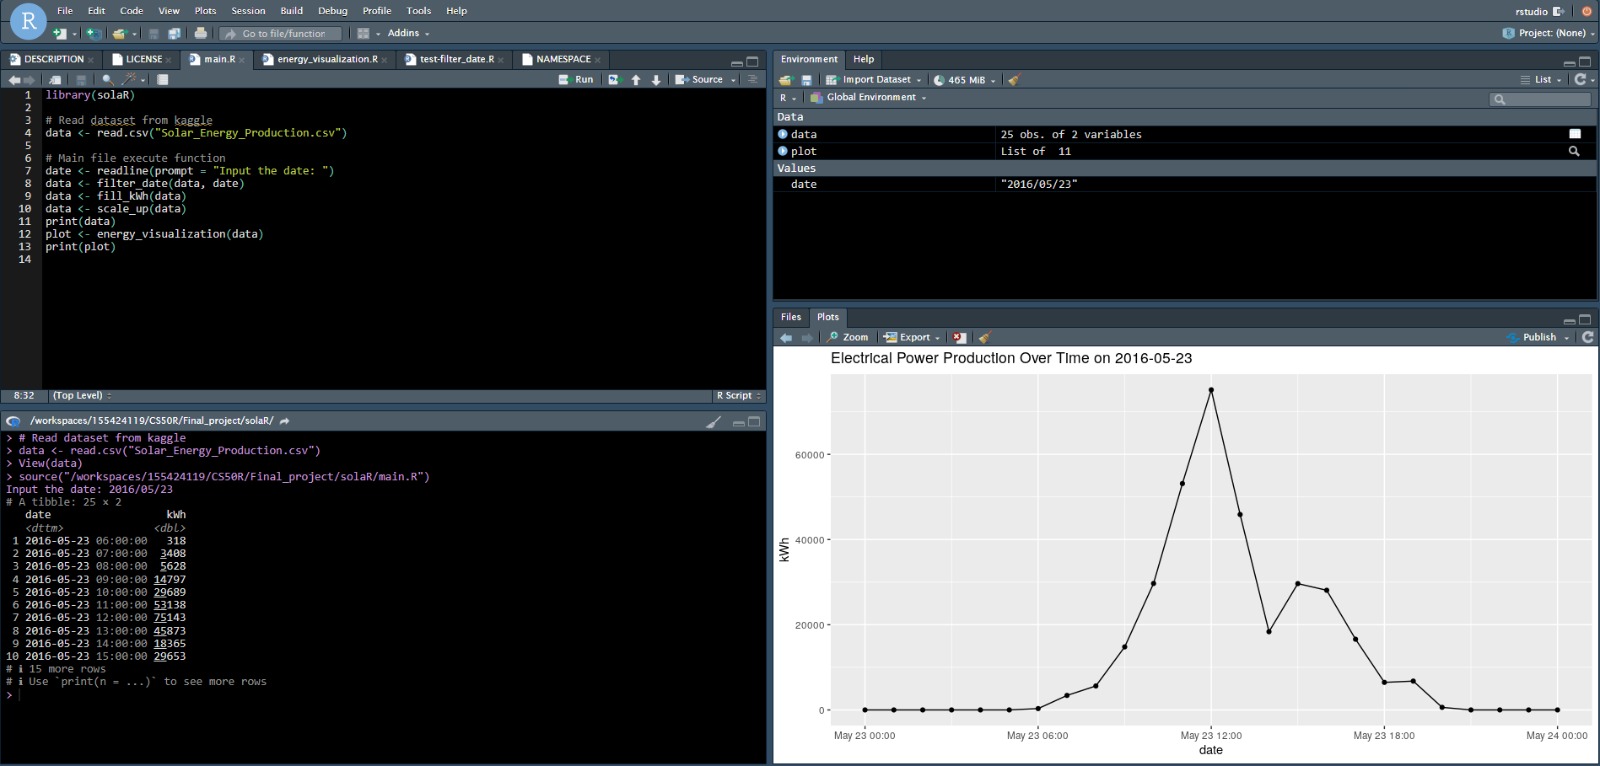 File Edit Code View Plots Session Build Debug Profile Tools Help
rstudio
R
Go to file/function
Addins
Project: (None)
DESCRIPTION
LICENSE
main.R
energy_visualization.R
test-filter_date.R
NAMESPACE
Run
Source
1 library(solaR)
2
3 # Read dataset from kaggle
4 data <- read.csv("Solar_Energy_Production.csv")
5
6 # Main file execute function
7 date <- readline(prompt = "Input the date: ")
8 data <- filter_date(data, date)
9 data <- fill_kWh(data)
10 data <- scale_up(data)
11 print(data)
12 plot <- energy_visualization(data)
13 print(plot)
14
8:32 (Top Level)
R Script
/workspaces/155424119/CS50R/Final_project/solaR/
> # Read dataset from kaggle
> data <- read.csv("Solar_Energy_Production.csv")
> View(data)
> source("/workspaces/155424119/CS50R/Final_project/solaR/main.R")
Input the date: 2016/05/23
# A tibble: 25 × 2
date kWh
<dttm> <dbl>
1 2016-05-23 06:00:00 318
2 2016-05-23 07:00:00 3408
3 2016-05-23 08:00:00 5628
4 2016-05-23 09:00:00 14797
5 2016-05-23 10:00:00 29689
6 2016-05-23 11:00:00 53138
7 2016-05-23 12:00:00 75143
8 2016-05-23 13:00:00 45873
9 2016-05-23 14:00:00 18365
10 2016-05-23 15:00:00 29653
# ℹ 15 more rows
# ℹ Use `print(n = ...)` to see more rows
>
Environment Help
Import Dataset
465 MiB
List
R
Global Environment
Data
data 25 obs. of 2 variables
plot List of 11
Values
date "2016/05/23"
Files Plots
Zoom Export
Publish
Electrical Power Production Over Time on 2016-05-23
60000
40000
20000
0
kWh
May 23 00:00 May 23 06:00 May 23 12:00 May 23 18:00 May 24 00:00
date